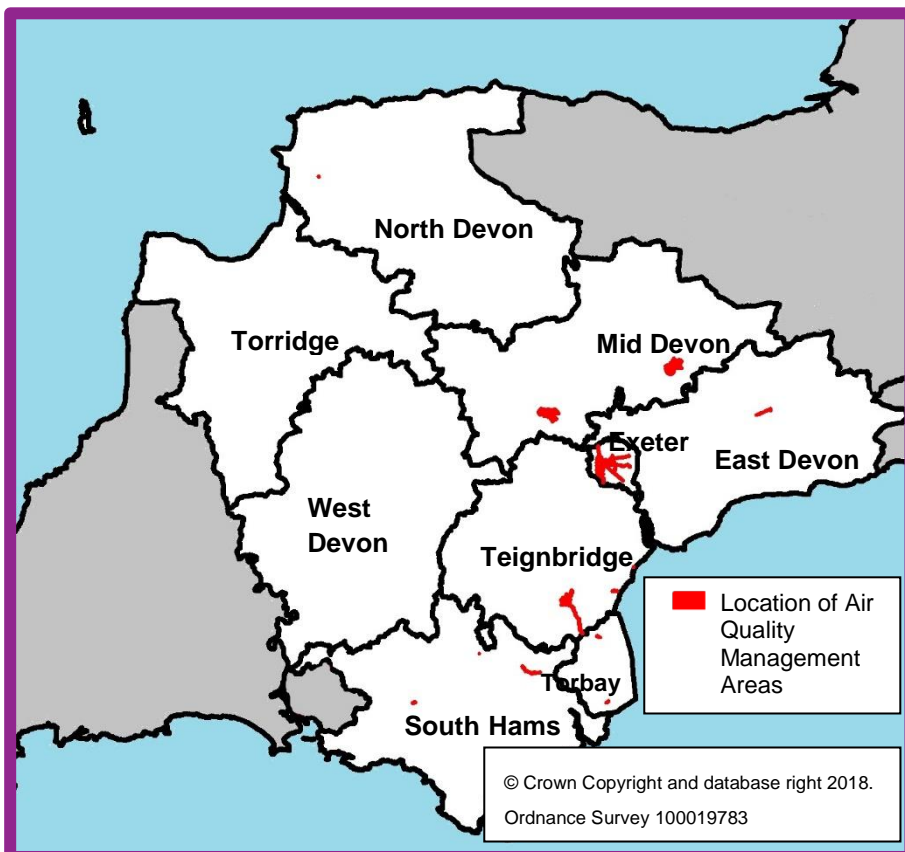 North Devon
Torridge
Mid Devon
Exeter
East Devon
West
Devon
Teignbridge
Location of Air
Quality
Management
Areas
Torbay
South Hams
© Crown Copyright and database right 2018.
Ordnance Survey 100019783